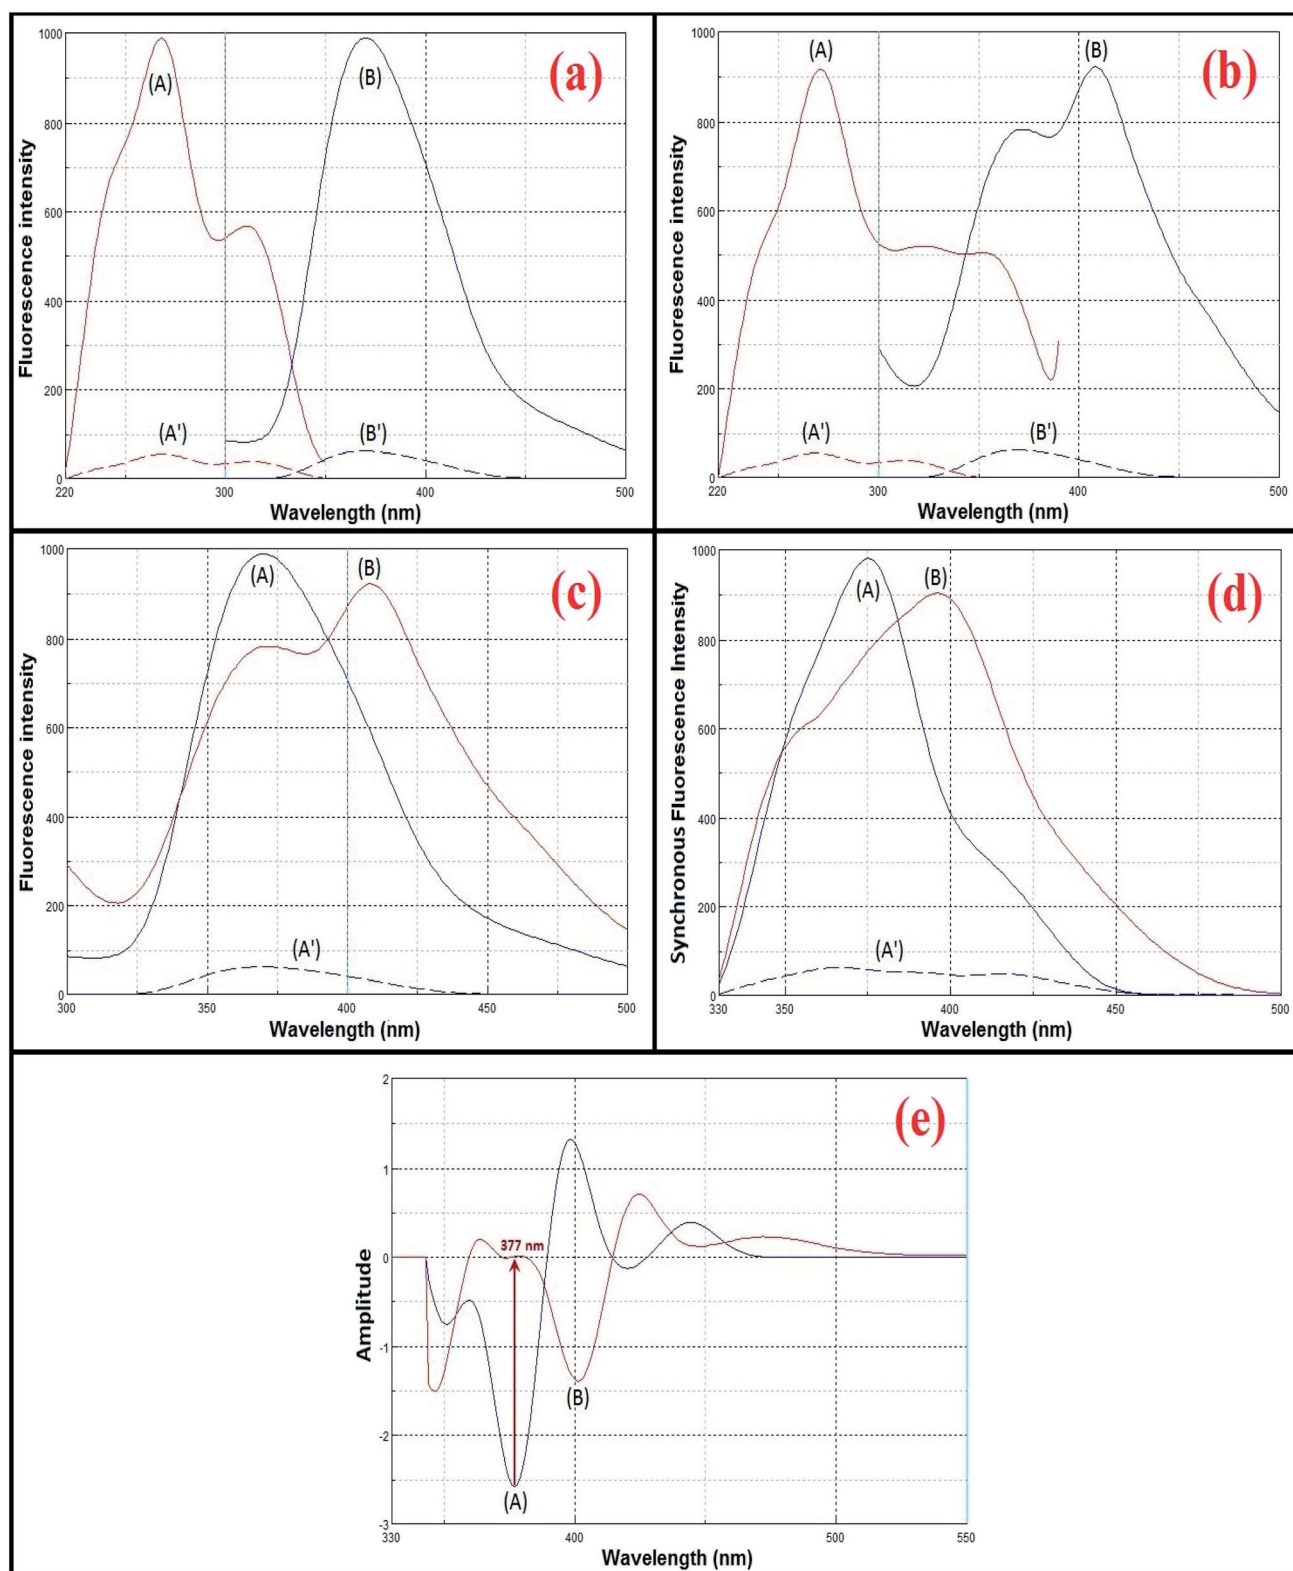 1000
800
600
400
200
0
Fluorescence intensity
(A)
(B)
(a)
(A')
(B')
220
300
400
500
Wavelength (nm)
1000
800
600
400
200
0
Fluorescence intensity
(A)
(B)
(b)
(A')
(B')
220
300
400
500
Wavelength (nm)
1000
800
600
400
200
0
Fluorescence intensity
(A)
(B)
(c)
(A')
300
350
400
450
500
Wavelength (nm)
1000
800
600
400
200
0
Synchronous Fluorescence Intensity
(A)
(B)
(d)
(A')
330
350
400
450
500
Wavelength (nm)
2
1
0
-1
-2
-3
Amplitude
(e)
377 nm
(B)
(A)
330
400
500
550
Wavelength (nm)